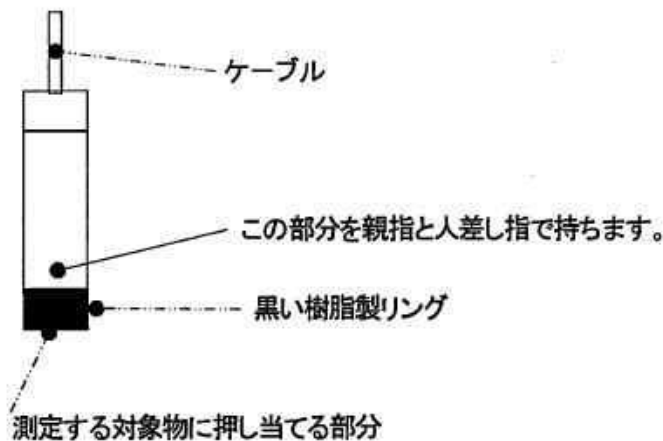 ケーブル
この部分を親指と人差し指で持ちます。
黒い樹脂製リング
測定する対象物に押し当てる部分